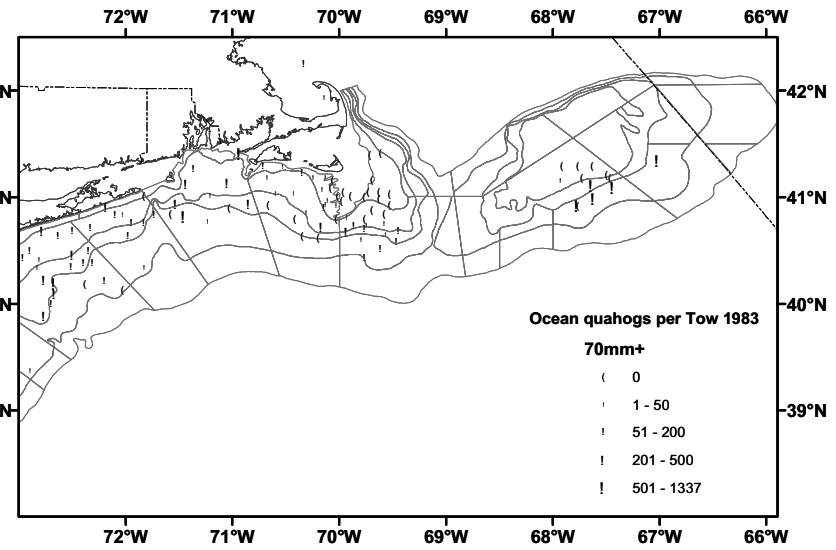 72°W 71°W 70°W 69°W 68°W 67°W 66°W
N 42°N
N 41°N
N
N 40°N
Ocean quahogs per Tow 1983
70mm+
( 0
ı 1 - 50
! 51 - 200
! 201 - 500
! 501 - 1337
N 39°N
72°W 71°W 70°W 69°W 68°W 67°W 66°W